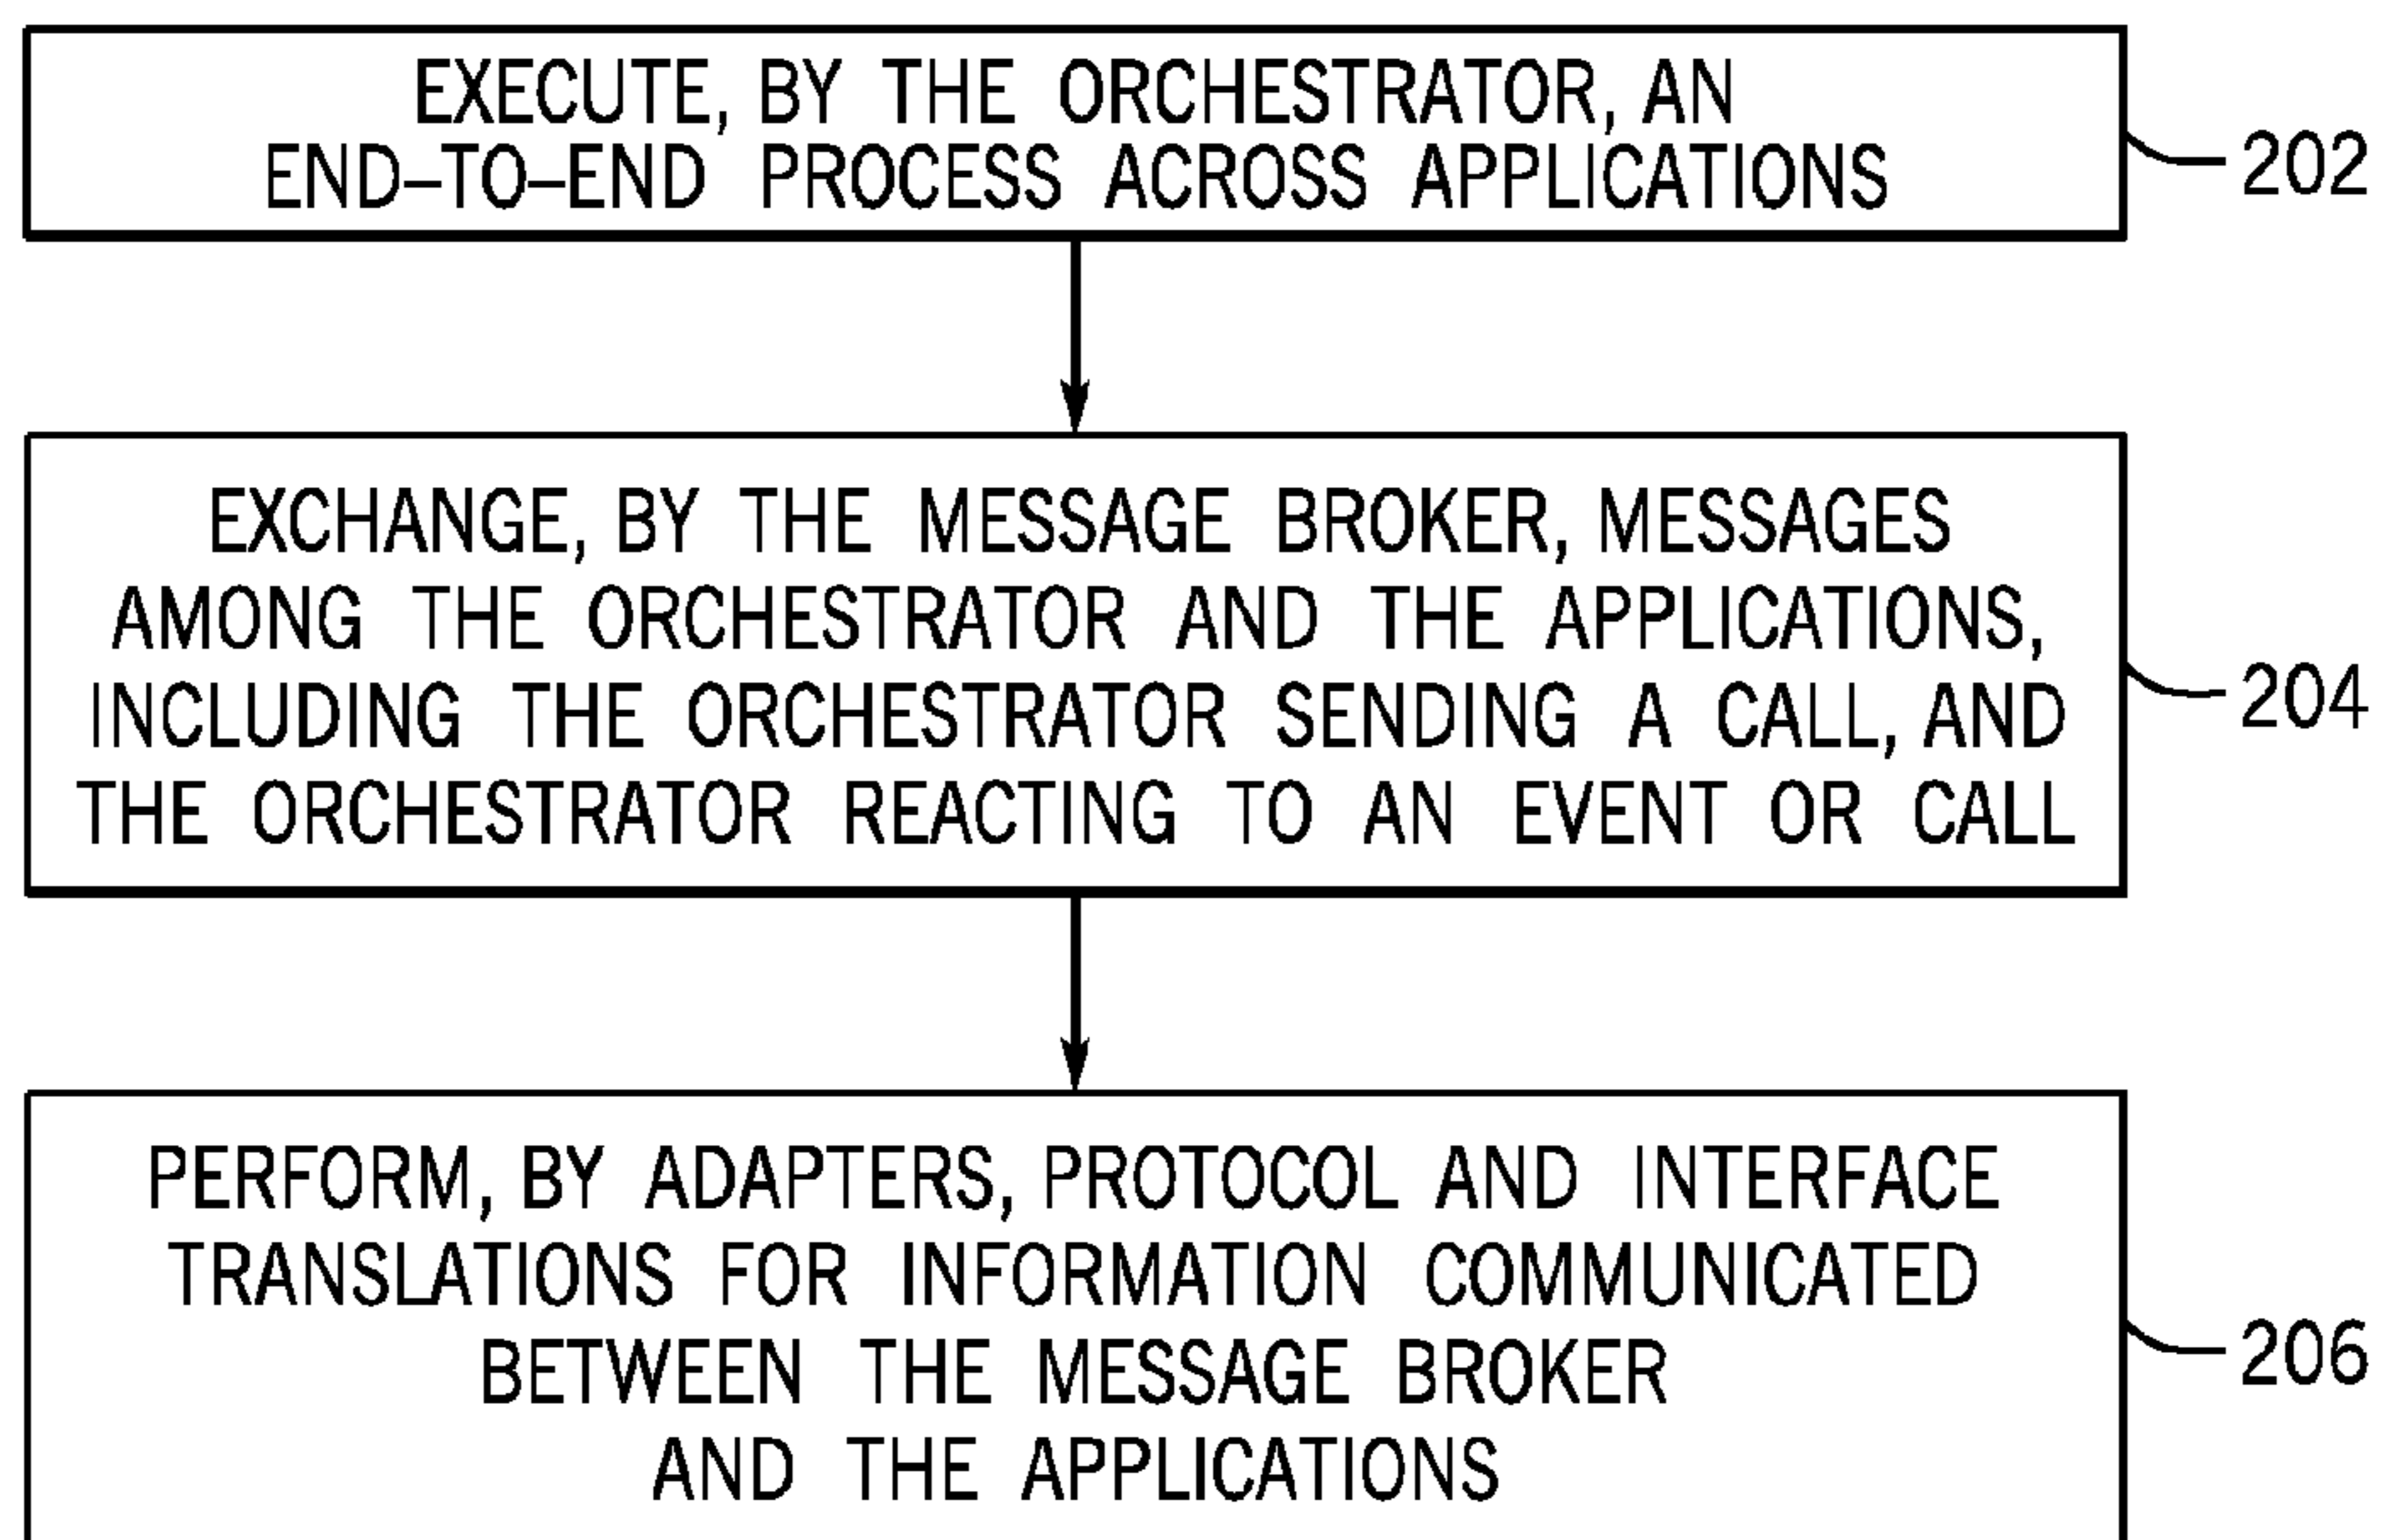 EXECUTE, BY THE ORCHESTRATOR, AN
END–TO–END PROCESS ACROSS APPLICATIONS
202
EXCHANGE, BY THE MESSAGE BROKER, MESSAGES
AMONG THE ORCHESTRATOR AND THE APPLICATIONS,
INCLUDING THE ORCHESTRATOR SENDING A CALL, AND
THE ORCHESTRATOR REACTING TO AN EVENT OR CALL
204
PERFORM, BY ADAPTERS, PROTOCOL AND INTERFACE
TRANSLATIONS FOR INFORMATION COMMUNICATED
BETWEEN THE MESSAGE BROKER
AND THE APPLICATIONS
206